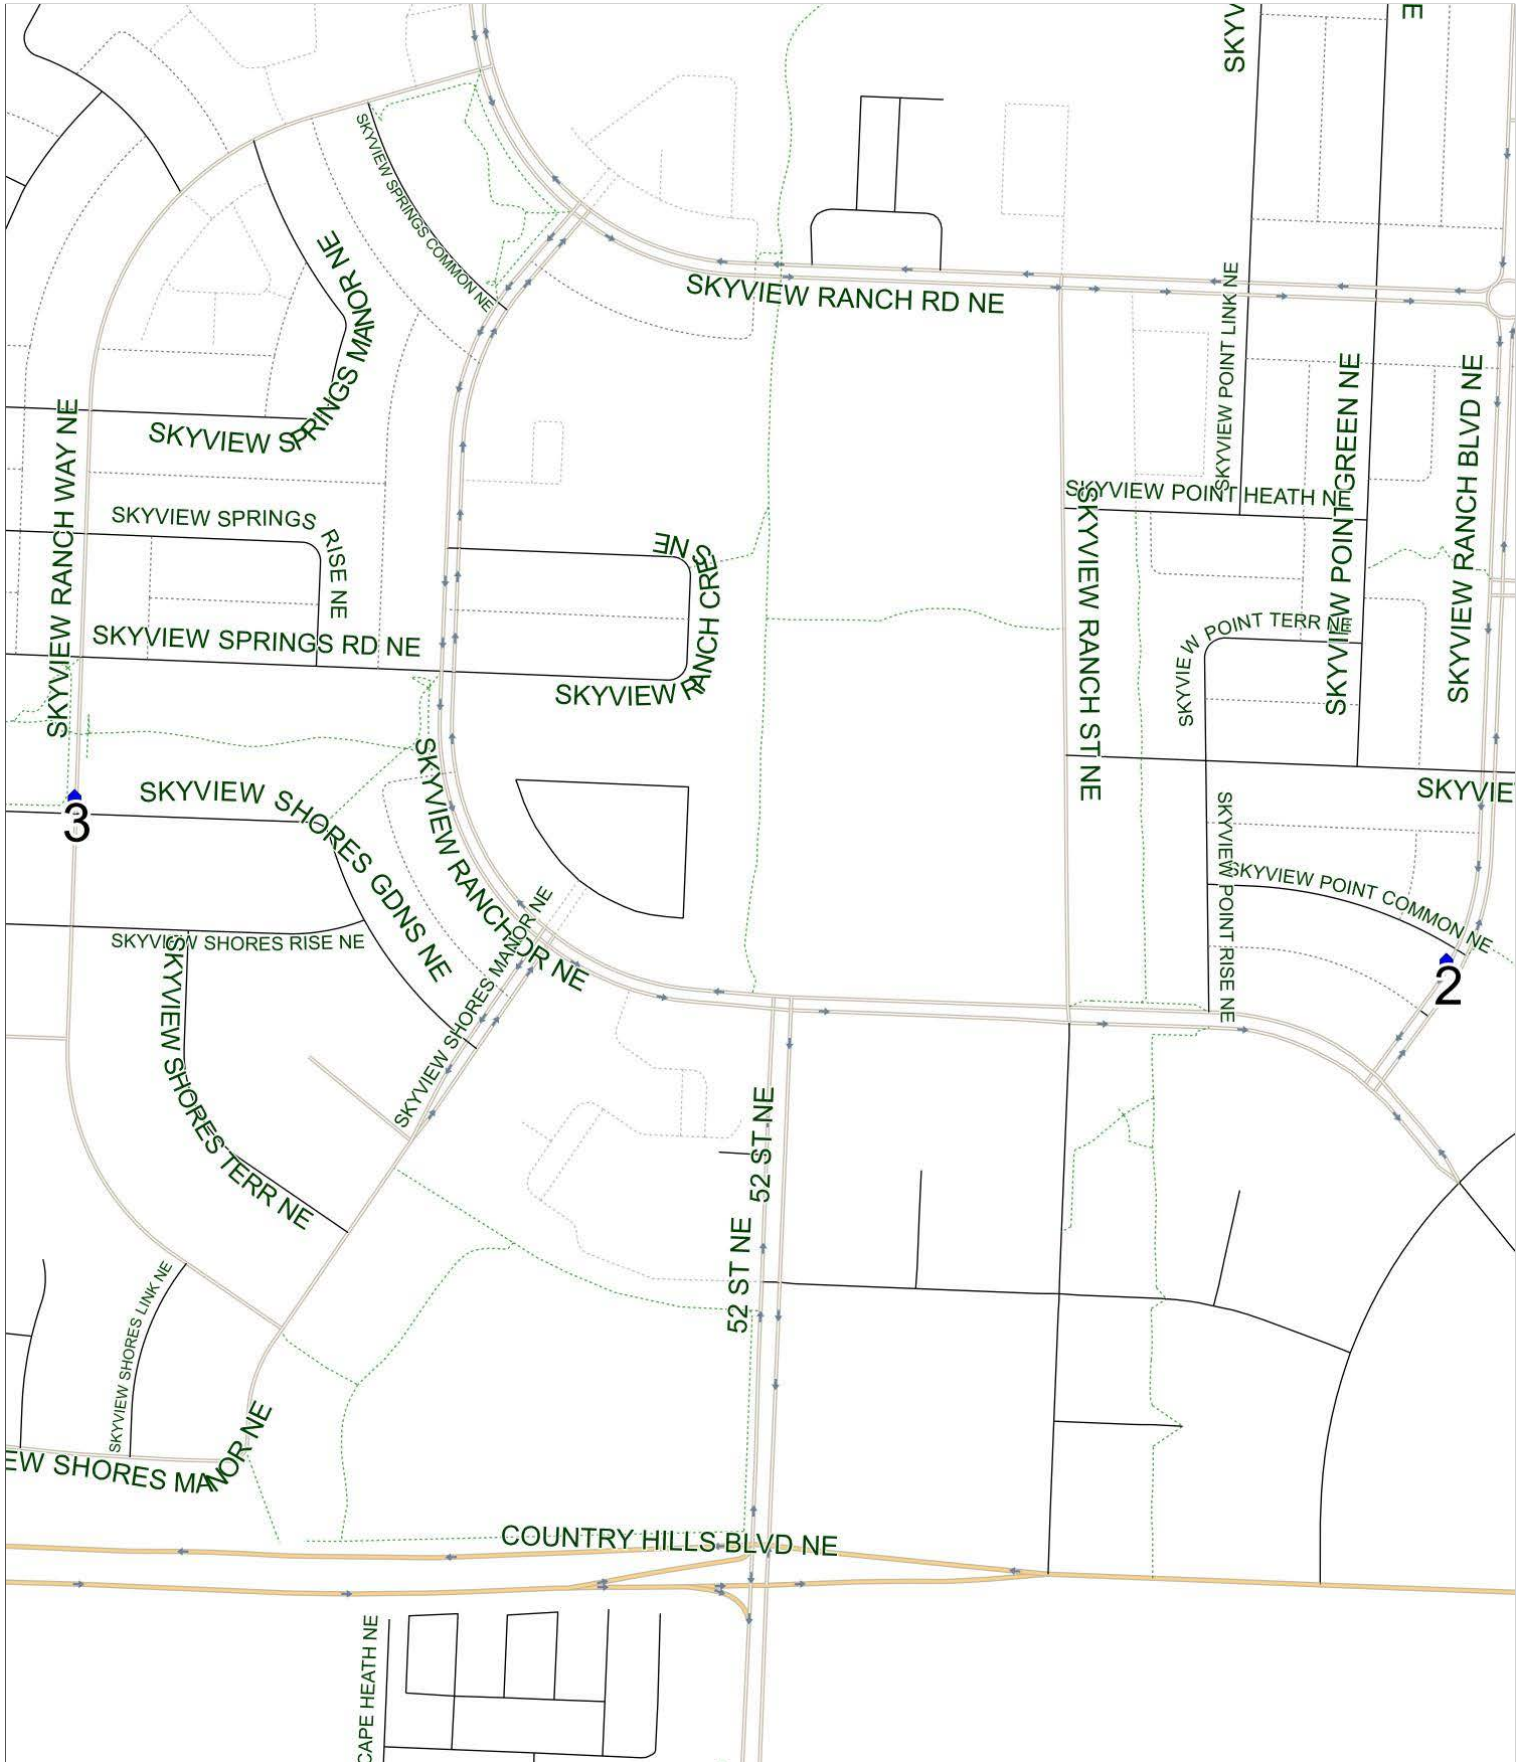 SKYV
E
SKYVIEW SPRINGS COMMON NE
SKYVIEW SPRINGS MANOR NE
SKYVIEW RANCH RD NE
SKYVIEW POINT LINK NE
SKYVIEW POINT GREEN NE
SKYVIEW RANCH BLVD NE
SKYVIEW RANCH WAY NE
SKYVIEW POINT HEATH NE
SKYVIEW SPRINGS RISE NE
SKYVIEW RANCH ST NE
SKYVIEW RANCH CRES NE
SKYVIEW SPRINGS RD NE
SKYVIEW POINT TERR NE
SKYVIEW RANCH DR NE
SKYVIEW SHORES GDNS NE
SKYVIE
3
SKYVIEW POINT RISE NE
SKYVIEW POINT COMMON NE
SKYVIEW SHORES MANOR NE
SKYVIEW SHORES RISE NE
2
SKYVIEW SHORES TERR NE
52 ST NE
52 ST NE
SKYVIEW SHORES LINK NE
EW SHORES MANOR NE
COUNTRY HILLS BLVD NE
CAPE HEATH NE